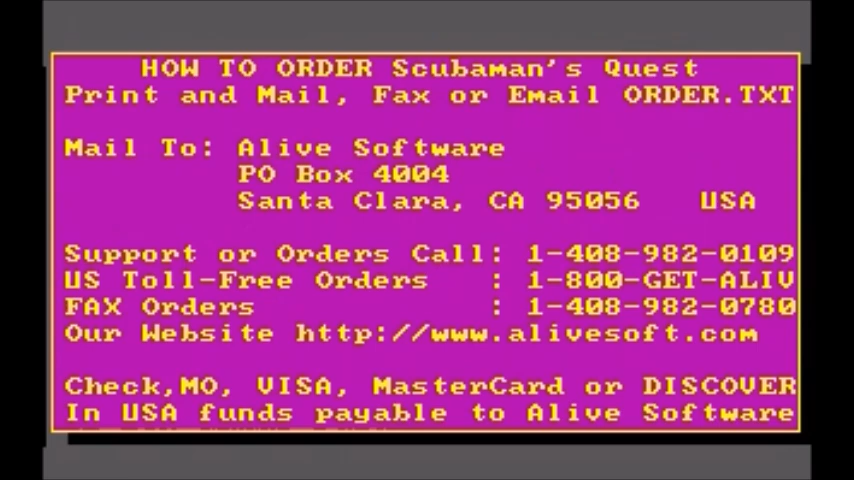 HOW TO ORDER Scubaman's Quest
Print and Mail, Fax or Email ORDER.TXT
Mail To: Alive Software
PO Box 4004
Santa Clara, CA 95056 USA
Support or Orders Call: 1-408-982-0109
US Toll-Free Orders : 1-800-GET-ALIV
FAX Orders : 1-408-982-0780
Our Website http://www.alivesoft.com
Check,MO, VISA, MasterCard or DISCOVER
In USA funds payable to Alive Software